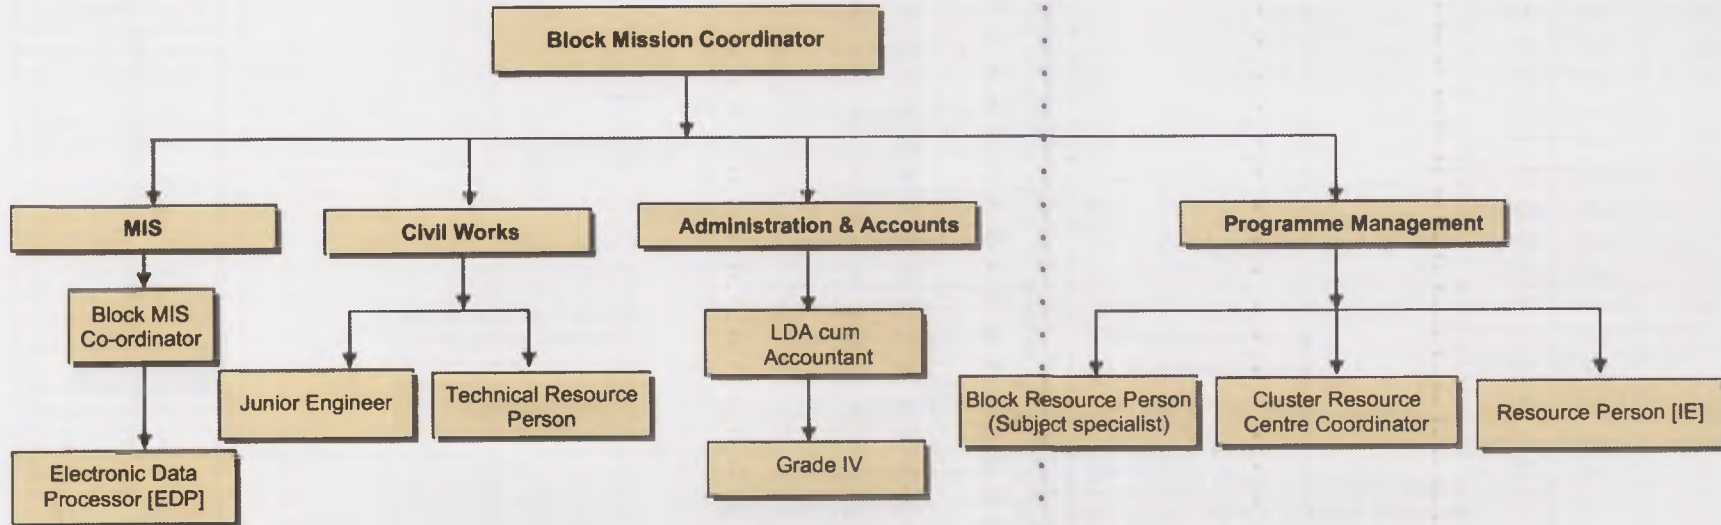 Block Mission Coordinator
MIS
Civil Works
Administration & Accounts
Programme Management
Block MIS
Co-ordinator
LDA cum
Accountant
Junior Engineer
Technical Resource
Person
Block Resource Person
(Subject specialist)
Cluster Resource
Centre Coordinator
Resource Person [IE]
Electronic Data
Processor [EDP]
Grade IV